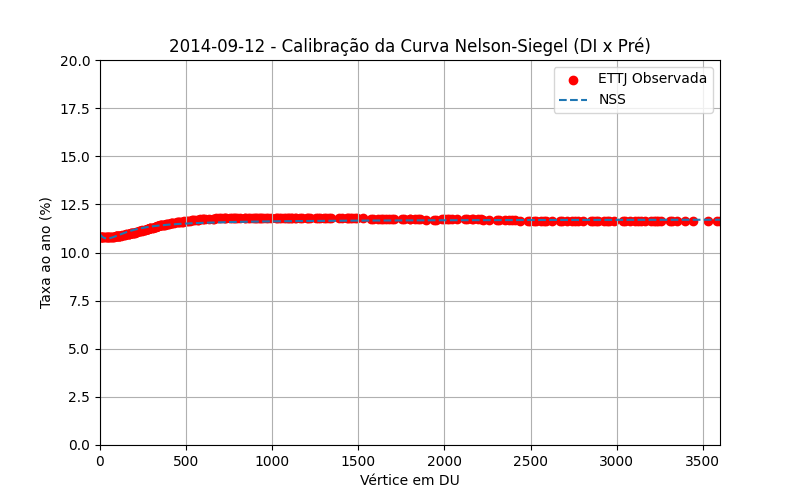 2014-09-12 - Calibração da Curva Nelson-Siegel (DI x Pré)
ETTJ Observada
NSS
Taxa ao ano (%)
20.0
17.5
15.0
12.5
10.0
7.5
5.0
2.5
0.0
0 500 1000 1500 2000 2500 3000 3500
Vértice em DU